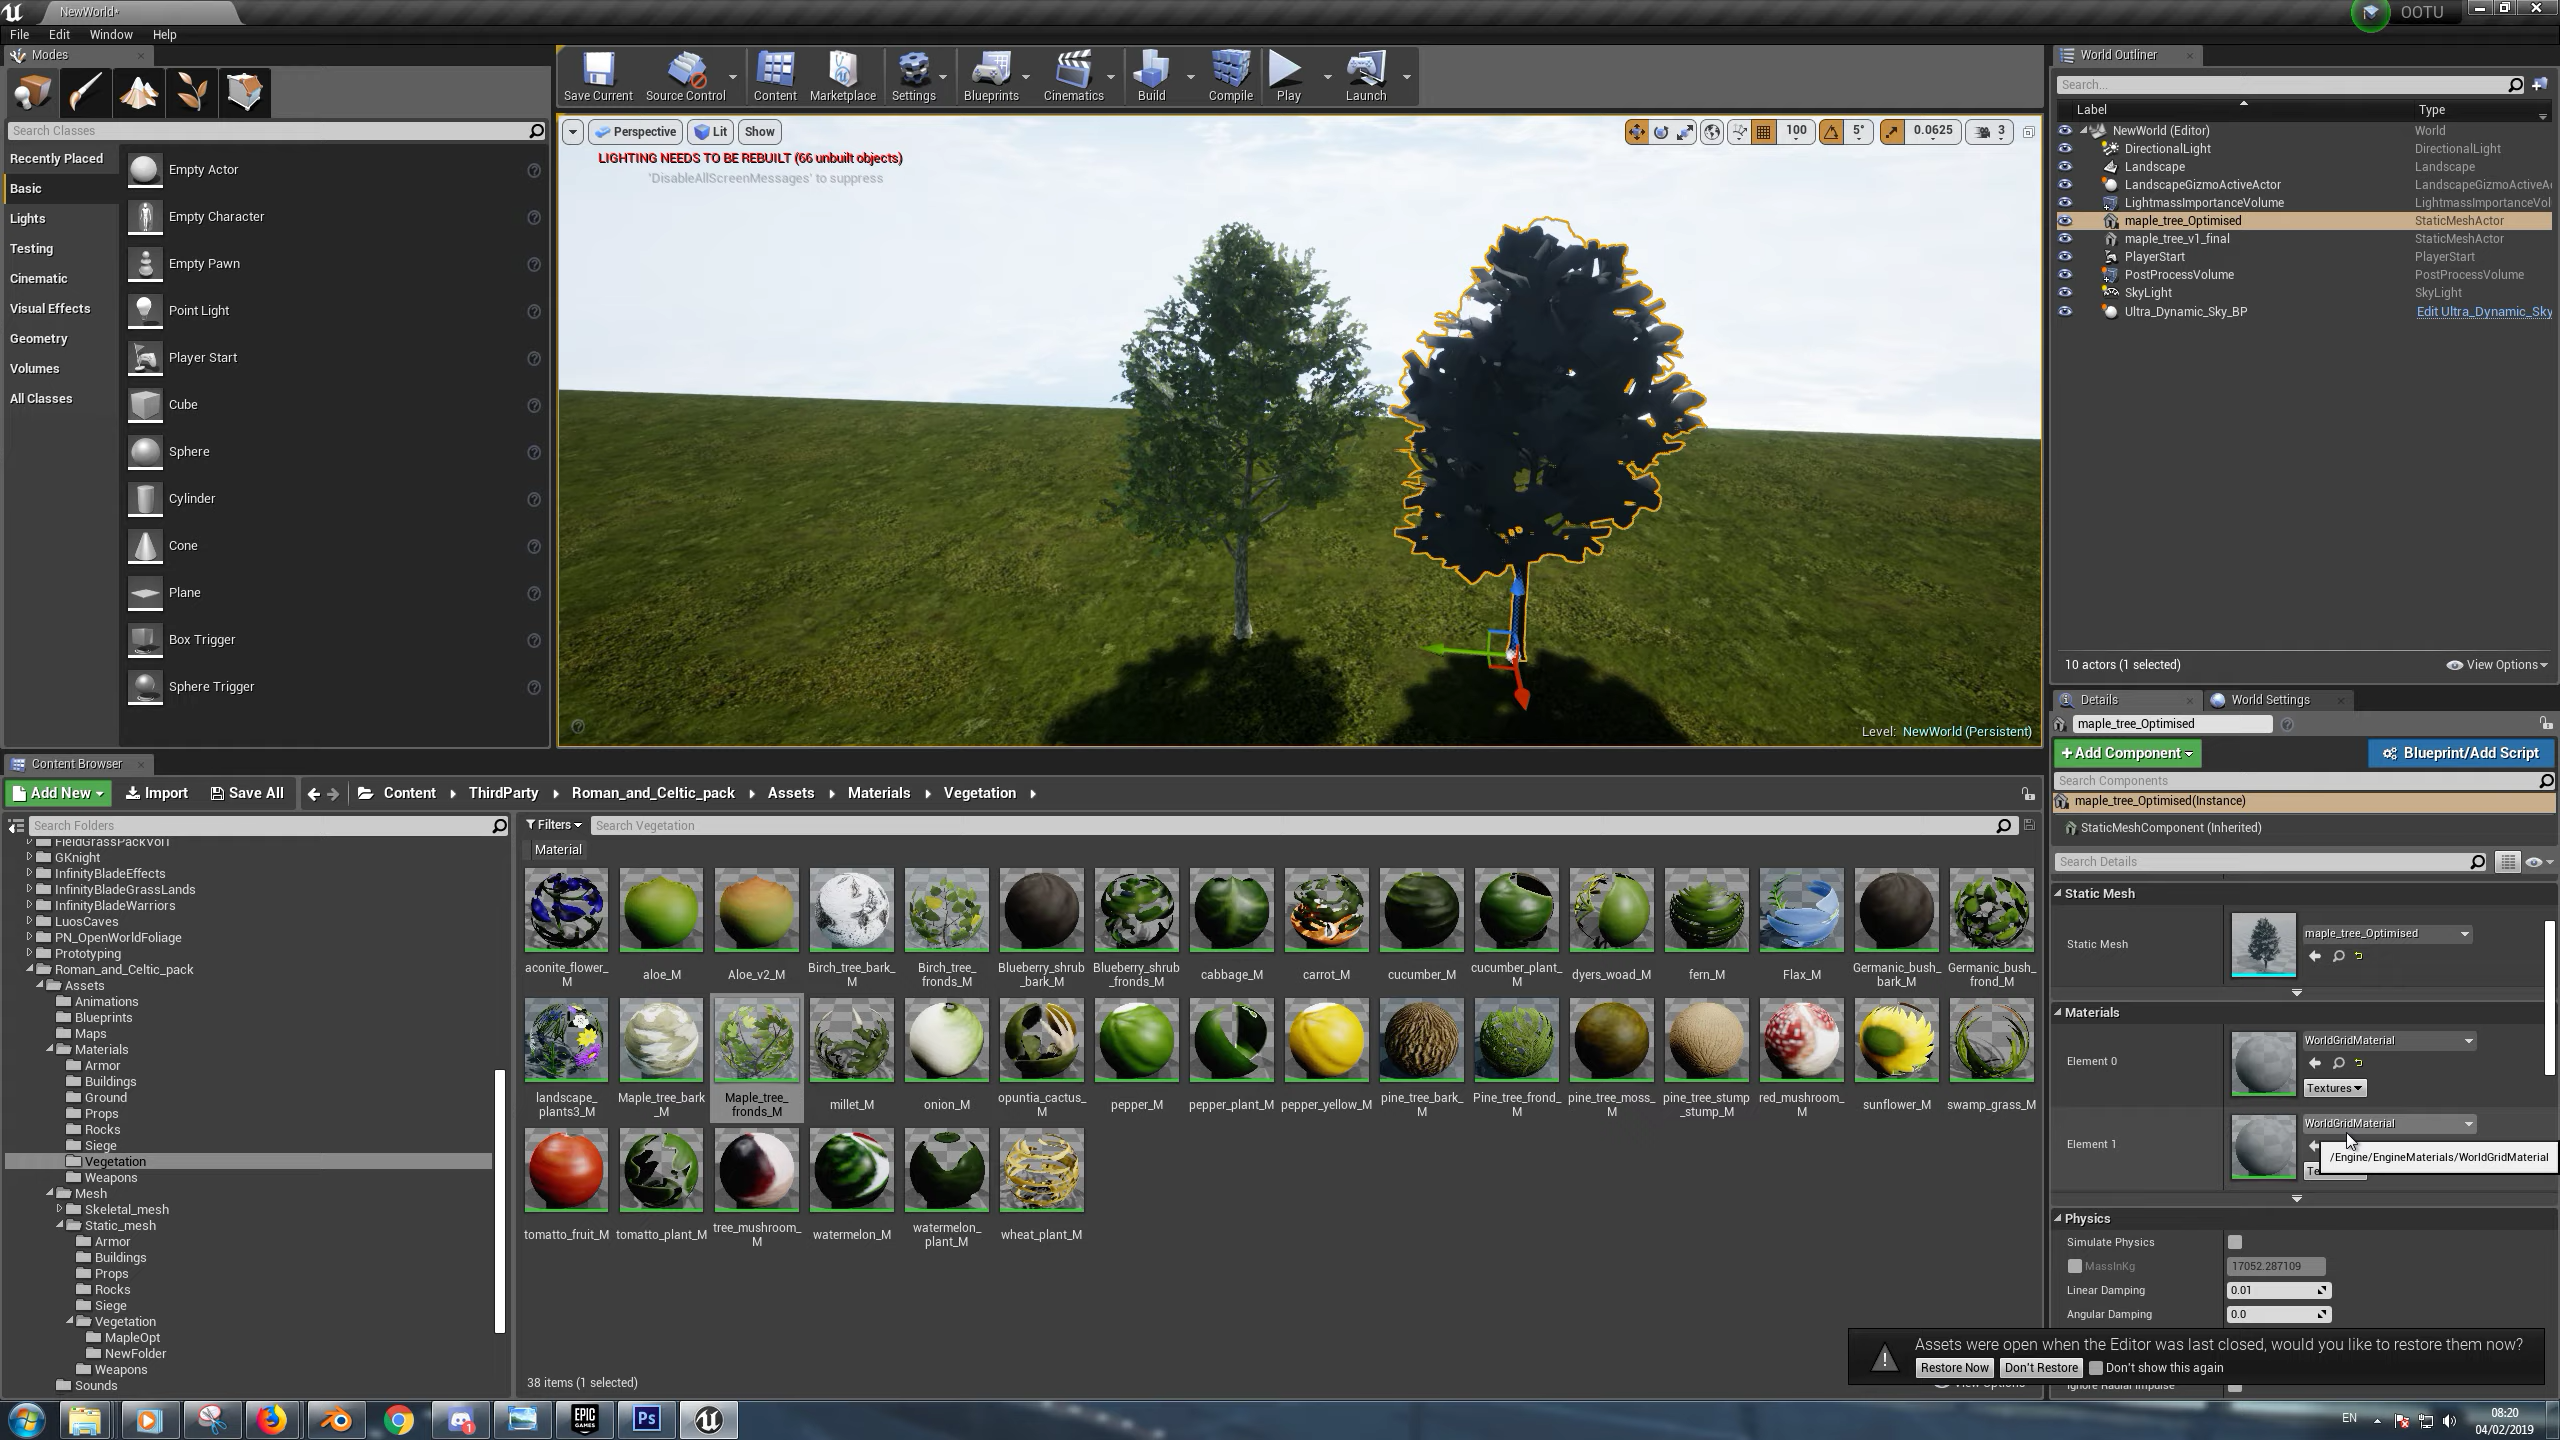 NewWorld*
OOTU
File Edit Window Help
Modes
Search Classes
Recently Placed
Basic
Lights
Testing
Cinematic
Visual Effects
Geometry
Volumes
All Classes
Empty Actor
Empty Character
Empty Pawn
Point Light
Player Start
Cube
Sphere
Cylinder
Cone
Plane
Box Trigger
Sphere Trigger
Save Current Source Control Content Marketplace Settings Blueprints Cinematics Build Compile Play Launch
Perspective Lit Show
100 5° 0.0625 3
LIGHTING NEEDS TO BE REBUILT (66 unbuilt objects)
'DisableAllScreenMessages' to suppress
Level: NewWorld (Persistent)
World Outliner
Search...
Label Type
NewWorld (Editor) World
DirectionalLight DirectionalLight
Landscape Landscape
LandscapeGizmoActiveActor LandscapeGizmoActiveA
LightmassImportanceVolume LightmassImportanceVol
maple_tree_Optimised StaticMeshActor
maple_tree_v1_final StaticMeshActor
PlayerStart PlayerStart
PostProcessVolume PostProcessVolume
SkyLight SkyLight
Ultra_Dynamic_Sky_BP Edit Ultra_Dynamic_Sky
10 actors (1 selected) View Options
Details World Settings
maple_tree_Optimised
+Add Component Blueprint/Add Script
Search Components
maple_tree_Optimised(Instance)
StaticMeshComponent (Inherited)
Search Details
Static Mesh
Static Mesh maple_tree_Optimised
Materials
Element 0 WorldGridMaterial
Textures
Element 1 WorldGridMaterial
/Engine/EngineMaterials/WorldGridMaterial
Physics
Simulate Physics
MassInKg 17052.287109
Linear Damping 0.01
Angular Damping 0.0
Assets were open when the Editor was last closed, would you like to restore them now?
Restore Now Don't Restore Don't show this again
Content Browser
Add New Import Save All Content ThirdParty Roman_and_Celtic_pack Assets Materials Vegetation
Search Folders
FieldGrassPackVol1
GKnight
InfinityBladeEffects
InfinityBladeGrassLands
InfinityBladeWarriors
LuosCaves
PN_OpenWorldFoliage
Prototyping
Roman_and_Celtic_pack
Assets
Animations
Blueprints
Maps
Materials
Armor
Buildings
Ground
Props
Rocks
Siege
Vegetation
Weapons
Mesh
Skeletal_mesh
Static_mesh
Armor
Buildings
Props
Rocks
Siege
Vegetation
MapleOpt
NewFolder
Weapons
Sounds
Filters Search Vegetation
Material
aconite_flower_M aloe_M Aloe_v2_M Birch_tree_bark_M Birch_tree_fronds_M Blueberry_shrub_bark_M Blueberry_shrub_fronds_M cabbage_M carrot_M cucumber_M cucumber_plant_M dyers_woad_M fern_M Flax_M Germanic_bush_bark_M Germanic_bush_frond_M
landscape_plants3_M Maple_tree_bark_M Maple_tree_fronds_M millet_M onion_M opuntia_cactus_M pepper_M pepper_plant_M pepper_yellow_M pine_tree_bark_M Pine_tree_frond_M pine_tree_moss_M pine_tree_stump_stump_M red_mushroom_M sunflower_M swamp_grass_M
tomatto_fruit_M tomatto_plant_M tree_mushroom_M watermelon_M watermelon_plant_M wheat_plant_M
38 items (1 selected)
EPIC GAMES
Ps
EN
08:20
04/02/2019